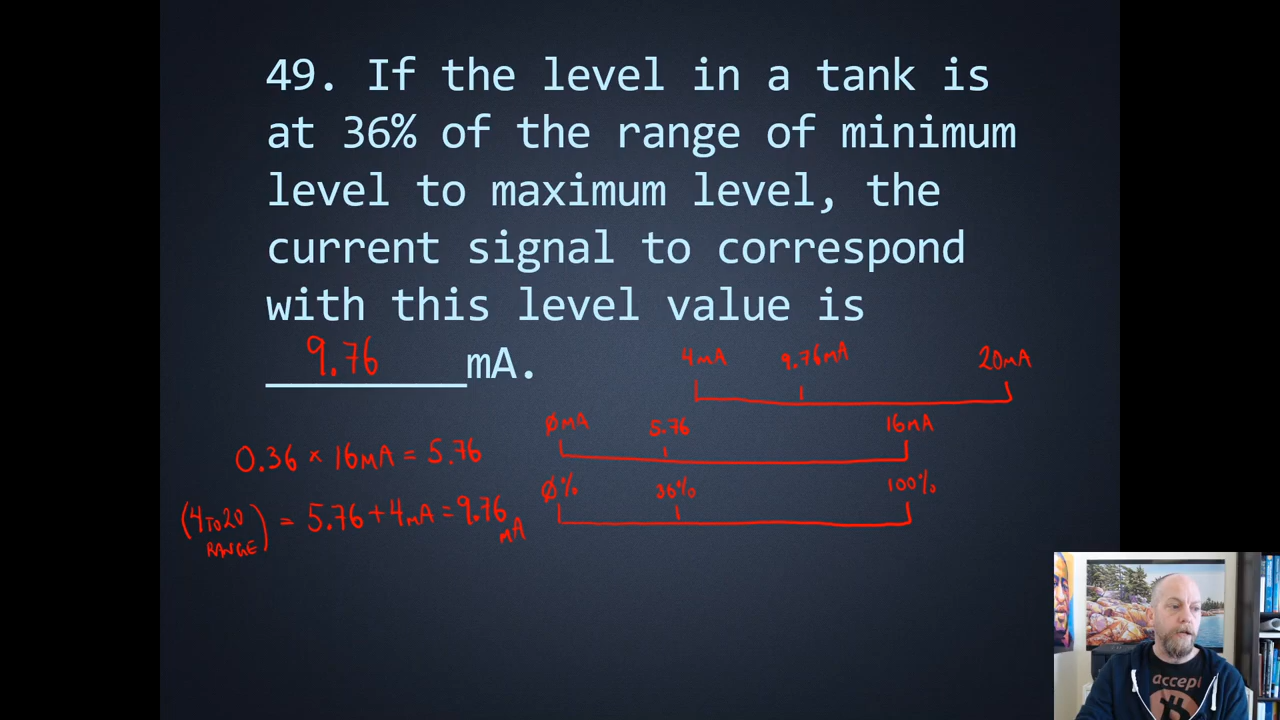 49. If the level in a tank is
at 36% of the range of minimum
level to maximum level, the
current signal to correspond
with this level value is
9.76 mA.
4mA 9.76mA 20mA
ØmA 5.76 16mA
0.36 × 16mA = 5.76
Ø% 36% 100%
(4 TO 20 RANGE) = 5.76 + 4mA = 9.76 mA
accept